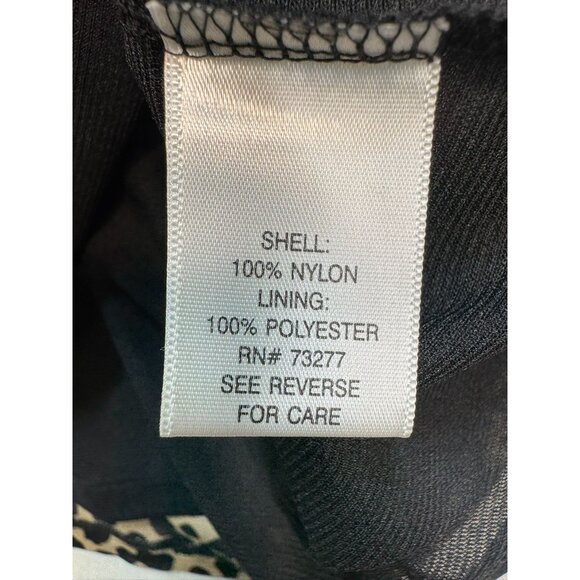 SHELL:
100% NYLON
LINING:
100% POLYESTER
RN# 73277
SEE REVERSE
FOR CARE